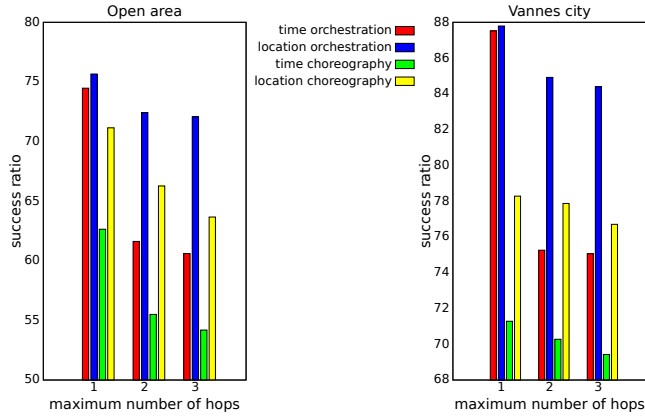 Open area
80
75
70
65
60
55
50
success ratio
1 2 3
maximum number of hops
time orchestration
location orchestration
time choreography
location choreography
Vannes city
88
86
84
82
80
78
76
74
72
70
68
success ratio
1 2 3
maximum number of hops